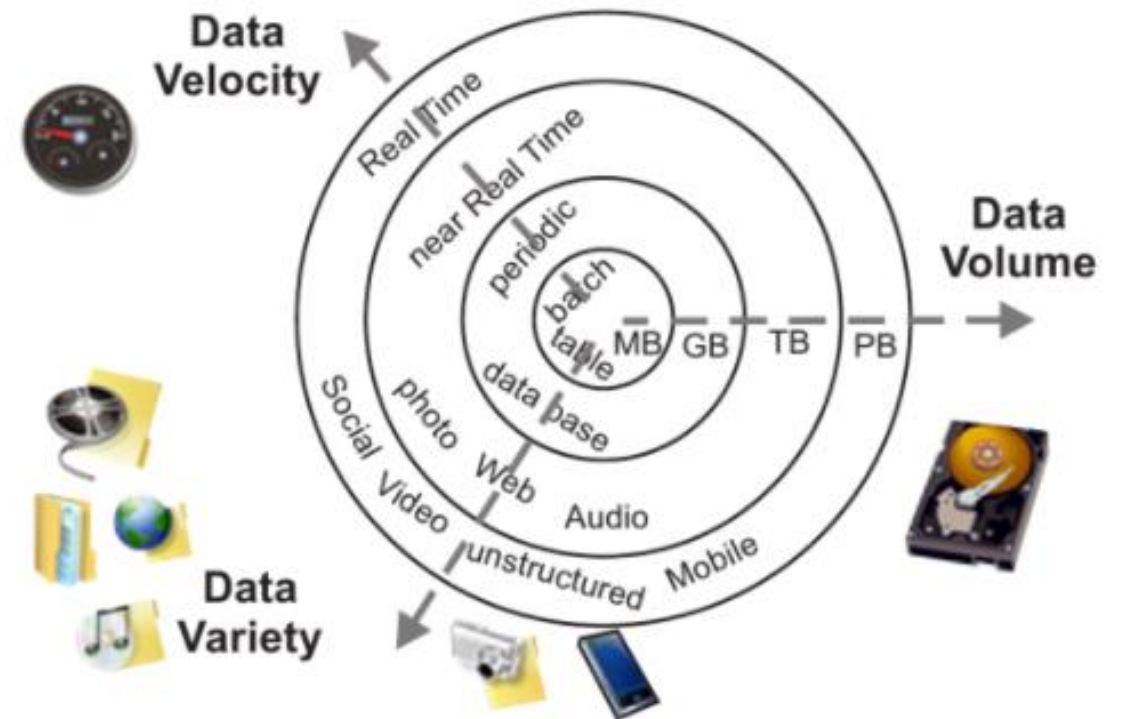 Data
Velocity
Real Time
near Real Time
periodic
batch
Data
Volume
MB GB TB PB
table
data base
photo Web Audio
Social Video unstructured Mobile
Data
Variety